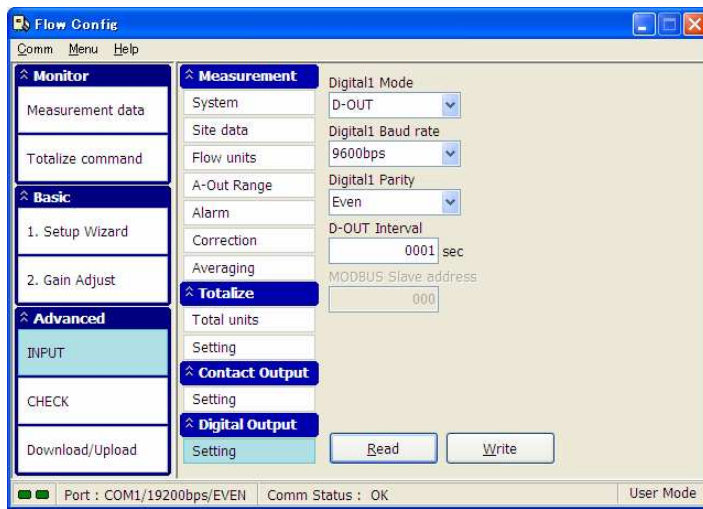 Flow Config
Comm Menu Help
Monitor
Measurement data
Totalize command
Basic
1. Setup Wizard
2. Gain Adjust
Advanced
INPUT
CHECK
Download/Upload
Measurement
System
Site data
Flow units
A-Out Range
Alarm
Correction
Averaging
Totalize
Total units
Setting
Contact Output
Setting
Digital Output
Setting
Digital1 Mode
D-OUT
Digital1 Baud rate
9600bps
Digital1 Parity
Even
D-OUT Interval
0001 sec
MODBUS Slave address
000
Read Write
Port : COM1/19200bps/EVEN Comm Status : OK User Mode